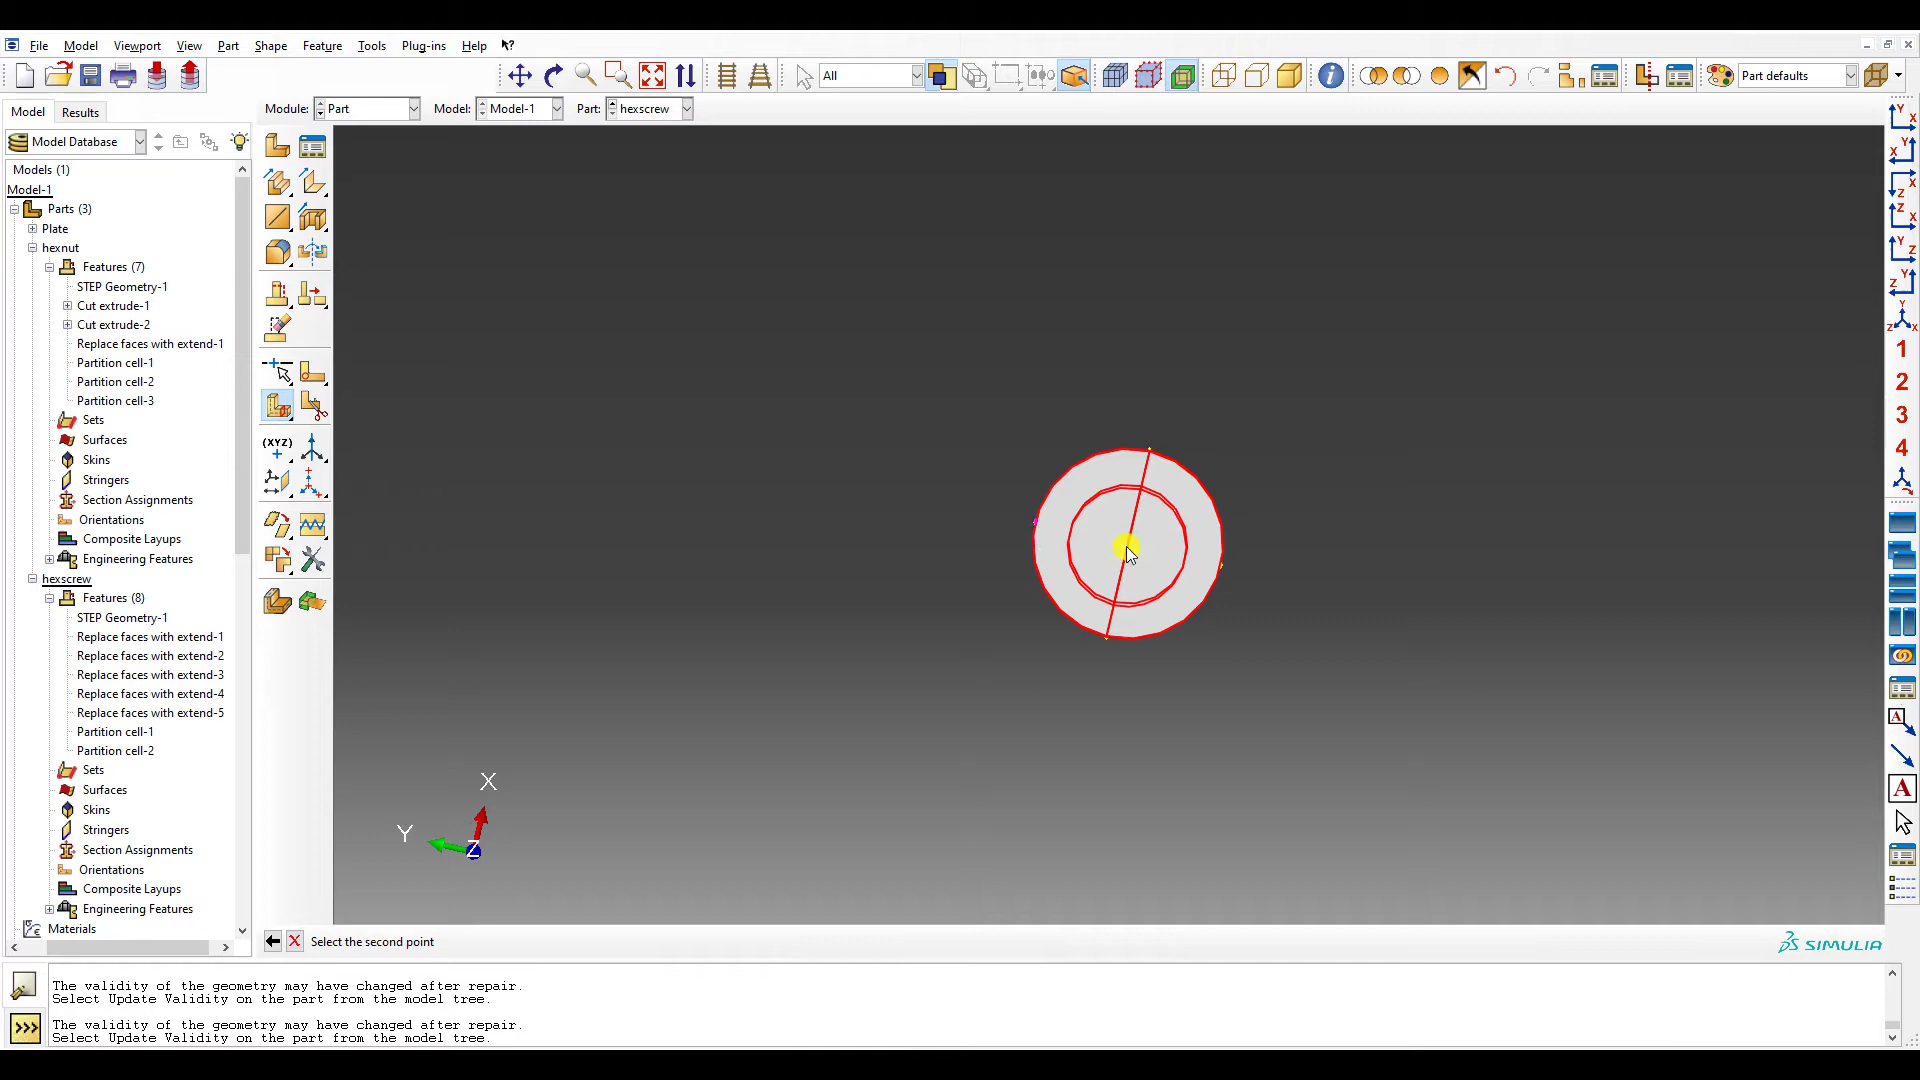 File Model Viewport View Part Shape Feature Tools Plug-ins Help
All
Part defaults
Model Results
Module: Part Model: Model-1 Part: hexscrew
Model Database
Models (1)
Model-1
Parts (3)
Plate
hexnut
Features (7)
STEP Geometry-1
Cut extrude-1
Cut extrude-2
Replace faces with extend-1
Partition cell-1
Partition cell-2
Partition cell-3
Sets
Surfaces
Skins
Stringers
Section Assignments
Orientations
Composite Layups
Engineering Features
hexscrew
Features (8)
STEP Geometry-1
Replace faces with extend-1
Replace faces with extend-2
Replace faces with extend-3
Replace faces with extend-4
Replace faces with extend-5
Partition cell-1
Partition cell-2
Sets
Surfaces
Skins
Stringers
Section Assignments
Orientations
Composite Layups
Engineering Features
Materials
(XYZ)
X
Y
Z
1
2
3
4
A
A
Select the second point
SIMULIA
The validity of the geometry may have changed after repair.
Select Update Validity on the part from the model tree.
The validity of the geometry may have changed after repair.
Select Update Validity on the part from the model tree.
>>>